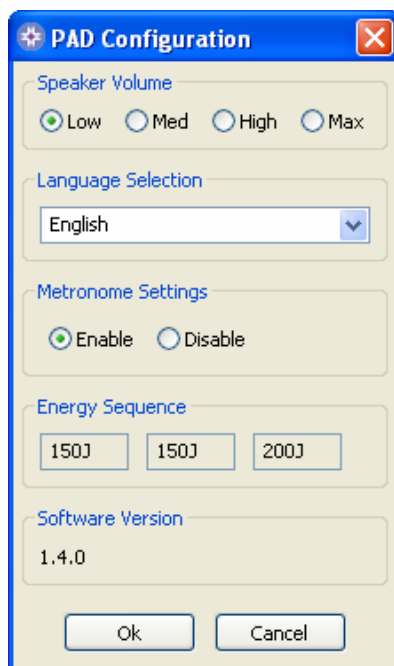 PAD Configuration
Speaker Volume
Low Med High Max
Language Selection
English
Metronome Settings
Enable Disable
Energy Sequence
150J 150J 200J
Software Version
1.4.0
Ok Cancel